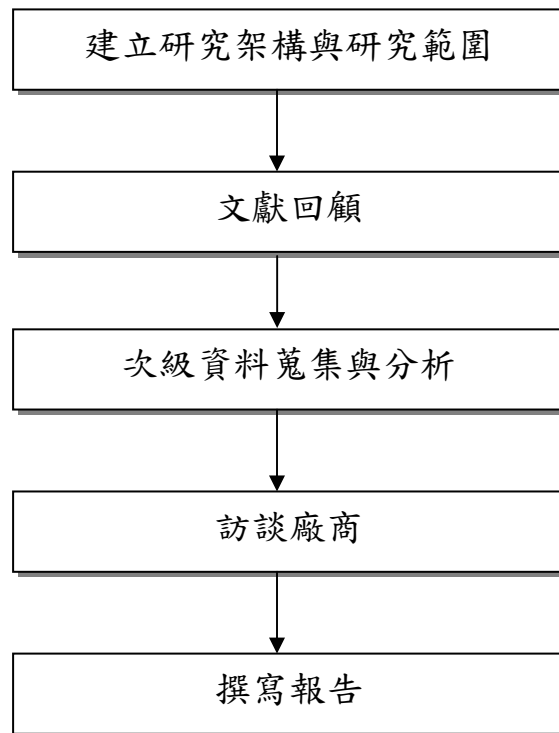 建立研究架構與研究範圍
文獻回顧
次級資料蒐集與分析
訪談廠商
撰寫報告